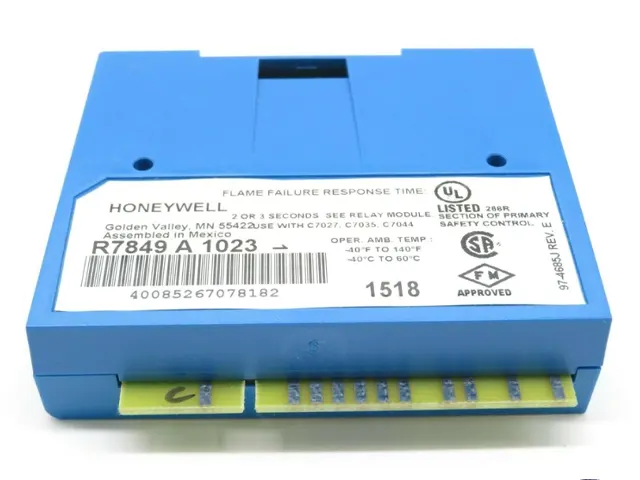 FLAME FAILURE RESPONSE TIME:
HONEYWELL
2 OR 3 SECONDS SEE RELAY MODULE
Golden Valley, MN 55422
USE WITH C7027, C7035, C7044
Assembled in Mexico
R7849 A 1023
OPER. AMB. TEMP:
-40°F TO 140°F
-40°C TO 60°C
40085267078182
1518
UL
LISTED 286R
SECTION OF PRIMARY
SAFETY CONTROL
SA
FM
APPROVED
97-4685J REV. E
C